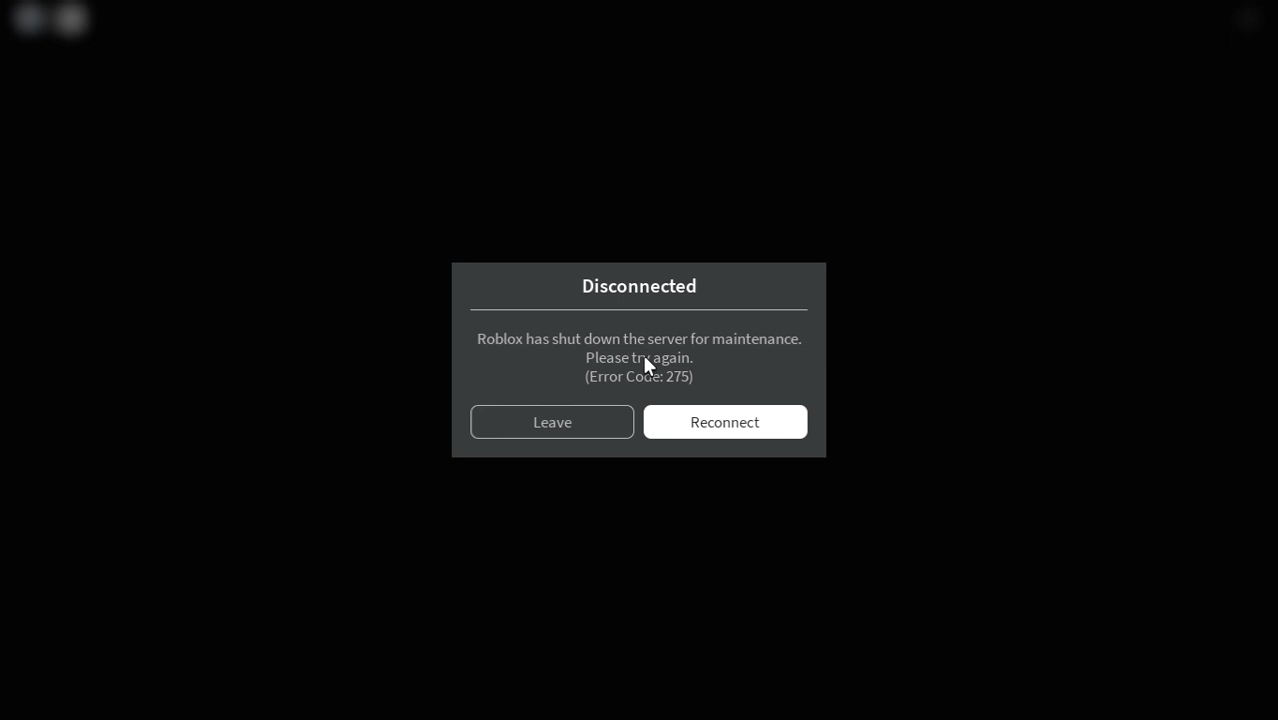 Disconnected
Roblox has shut down the server for maintenance.
Please try again.
(Error Code: 275)
Leave
Reconnect